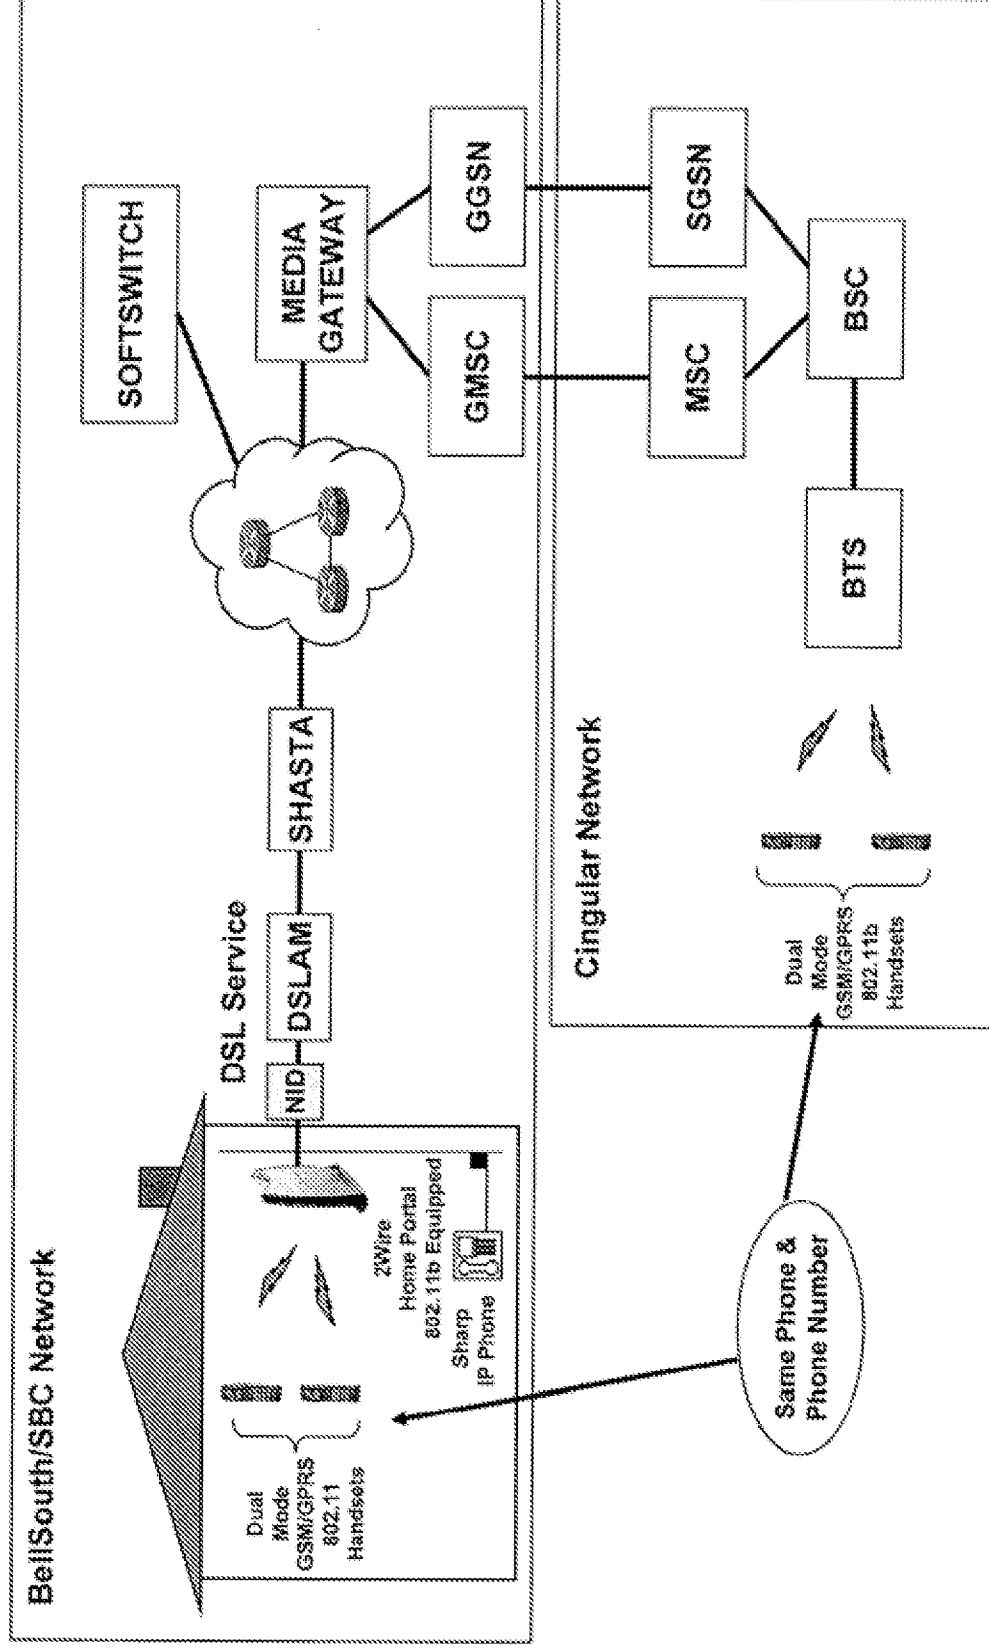 BellSouth/SBC Network
Dual
Mode
GSM/GPRS
802.11
Handsets
2Wire
Home Portal
802.11b Equipped
Sharp
IP Phone
NID
DSL Service
DSLAM
SHASTA
SOFTSWITCH
MEDIA
GATEWAY
GMSC
GGSN
Cingular Network
Dual
Mode
GSM/GPRS
802.11b
Handsets
BTS
BSC
MSC
SGSN
Same Phone &
Phone Number